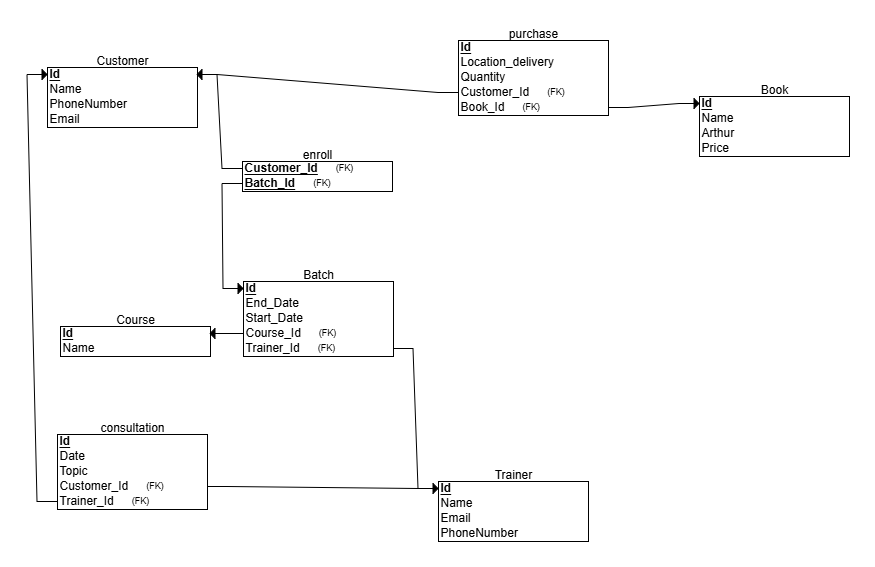 purchase
Id
Location_delivery
Quantity
Customer_Id (FK)
Book_Id (FK)
Customer
Id
Name
PhoneNumber
Email
Book
Id
Name
Arthur
Price
enroll
Customer_Id (FK)
Batch_Id (FK)
Batch
Id
End_Date
Start_Date
Course_Id (FK)
Trainer_Id (FK)
Course
Id
Name
consultation
Id
Date
Topic
Customer_Id (FK)
Trainer_Id (FK)
Trainer
Id
Name
Email
PhoneNumber